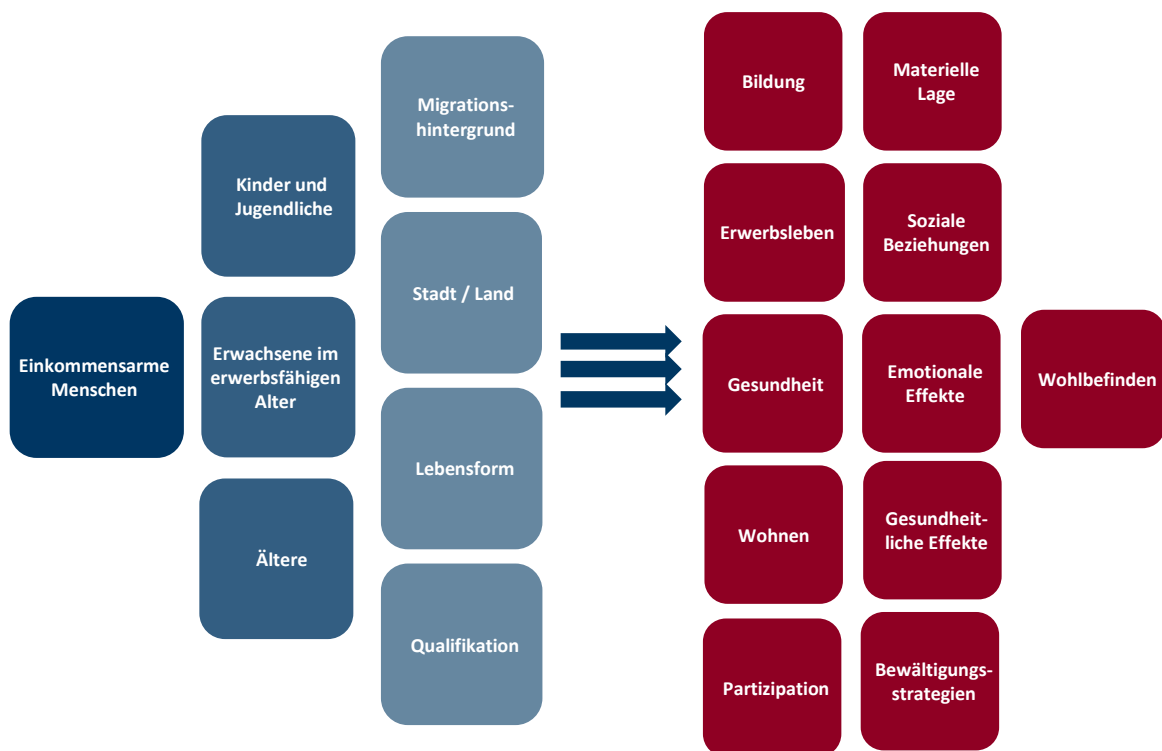 Einkommensarme
Menschen
Kinder und
Jugendliche
Erwachsene im
erwerbsfähigen
Alter
Ältere
Migrations-
hintergrund
Stadt / Land
Lebensform
Qualifikation
Bildung
Erwerbsleben
Gesundheit
Wohnen
Partizipation
Materielle
Lage
Soziale
Beziehungen
Emotionale
Effekte
Gesundheit-
liche Effekte
Bewältigungs-
strategien
Wohlbefinden